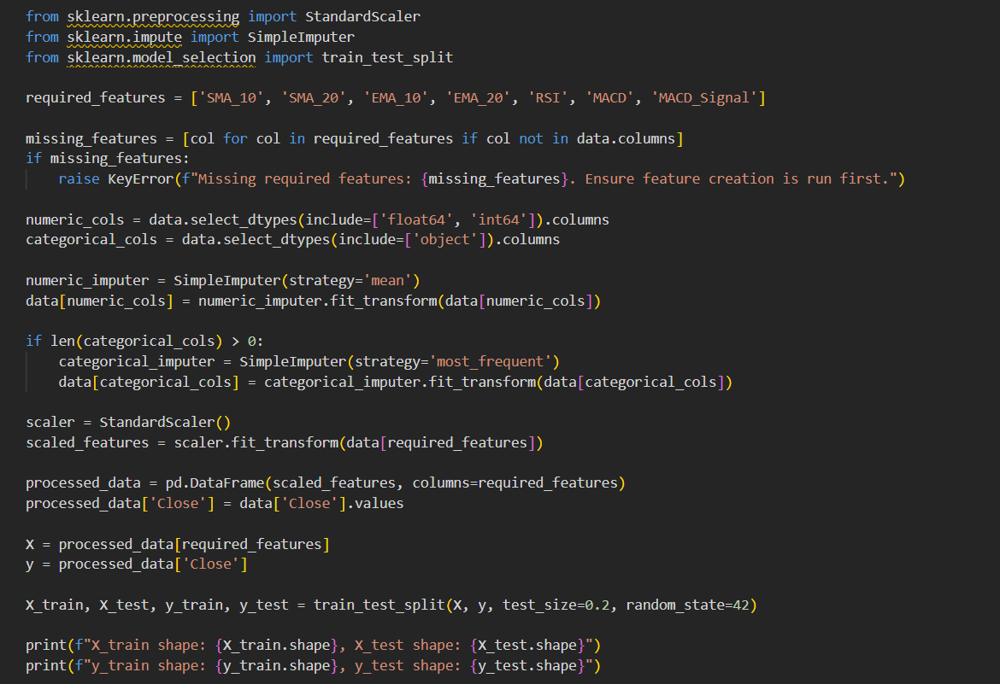 from sklearn.preprocessing import StandardScaler
from sklearn.impute import SimpleImputer
from sklearn.model_selection import train_test_split

required_features = ['SMA_10', 'SMA_20', 'EMA_10', 'EMA_20', 'RSI', 'MACD', 'MACD_Signal']

missing_features = [col for col in required_features if col not in data.columns]
if missing_features:
    raise KeyError(f"Missing required features: {missing_features}. Ensure feature creation is run first.")

numeric_cols = data.select_dtypes(include=['float64', 'int64']).columns
categorical_cols = data.select_dtypes(include=['object']).columns

numeric_imputer = SimpleImputer(strategy='mean')
data[numeric_cols] = numeric_imputer.fit_transform(data[numeric_cols])

if len(categorical_cols) > 0:
    categorical_imputer = SimpleImputer(strategy='most_frequent')
    data[categorical_cols] = categorical_imputer.fit_transform(data[categorical_cols])

scaler = StandardScaler()
scaled_features = scaler.fit_transform(data[required_features])

processed_data = pd.DataFrame(scaled_features, columns=required_features)
processed_data['Close'] = data['Close'].values

X = processed_data[required_features]
y = processed_data['Close']

X_train, X_test, y_train, y_test = train_test_split(X, y, test_size=0.2, random_state=42)

print(f"X_train shape: {X_train.shape}, X_test shape: {X_test.shape}")
print(f"y_train shape: {y_train.shape}, y_test shape: {y_test.shape}")